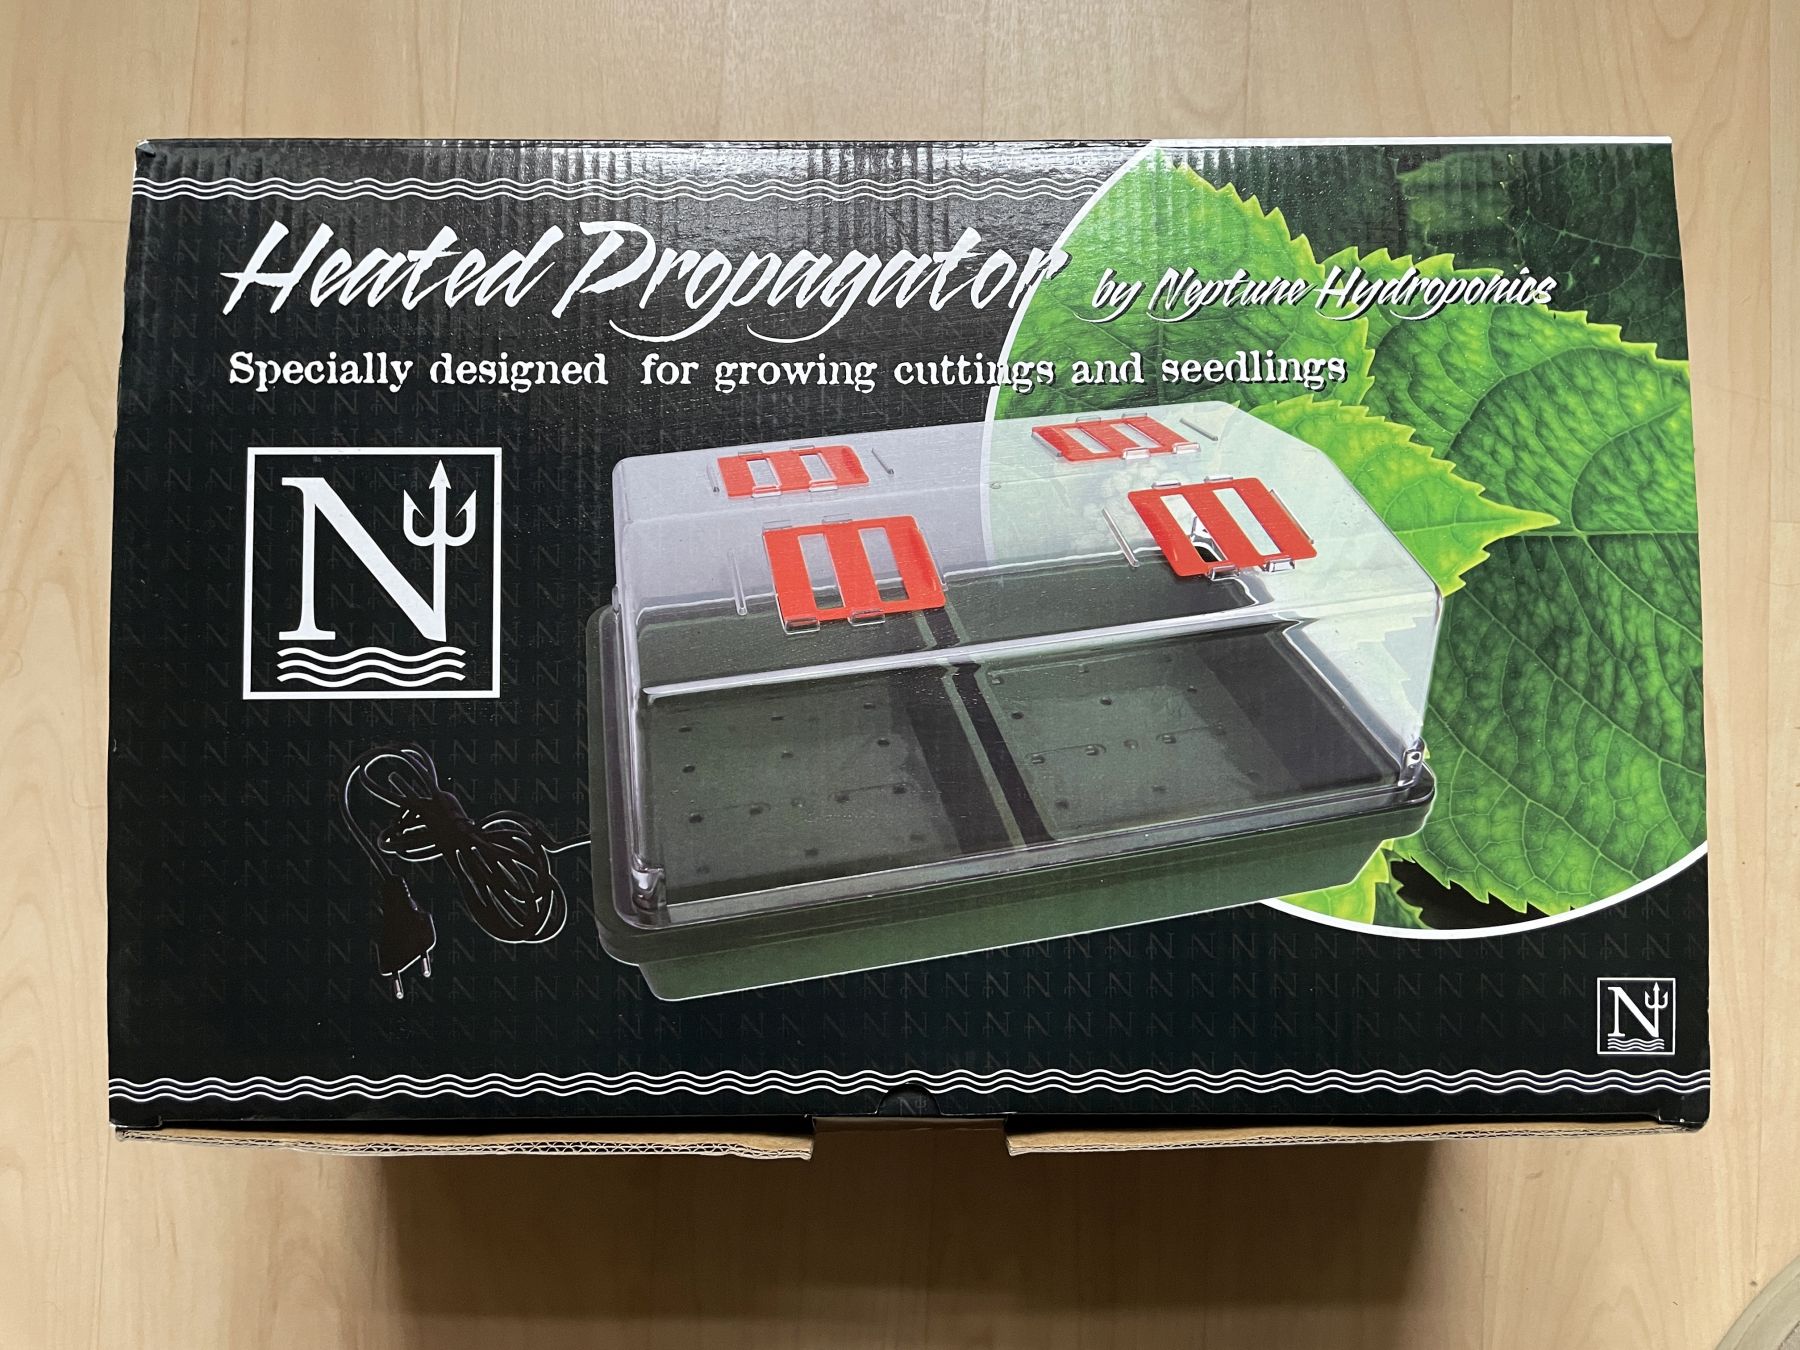 Heated Propagator by Neptune Hydroponics
Specially designed for growing cuttings and seedlings
N
N
N